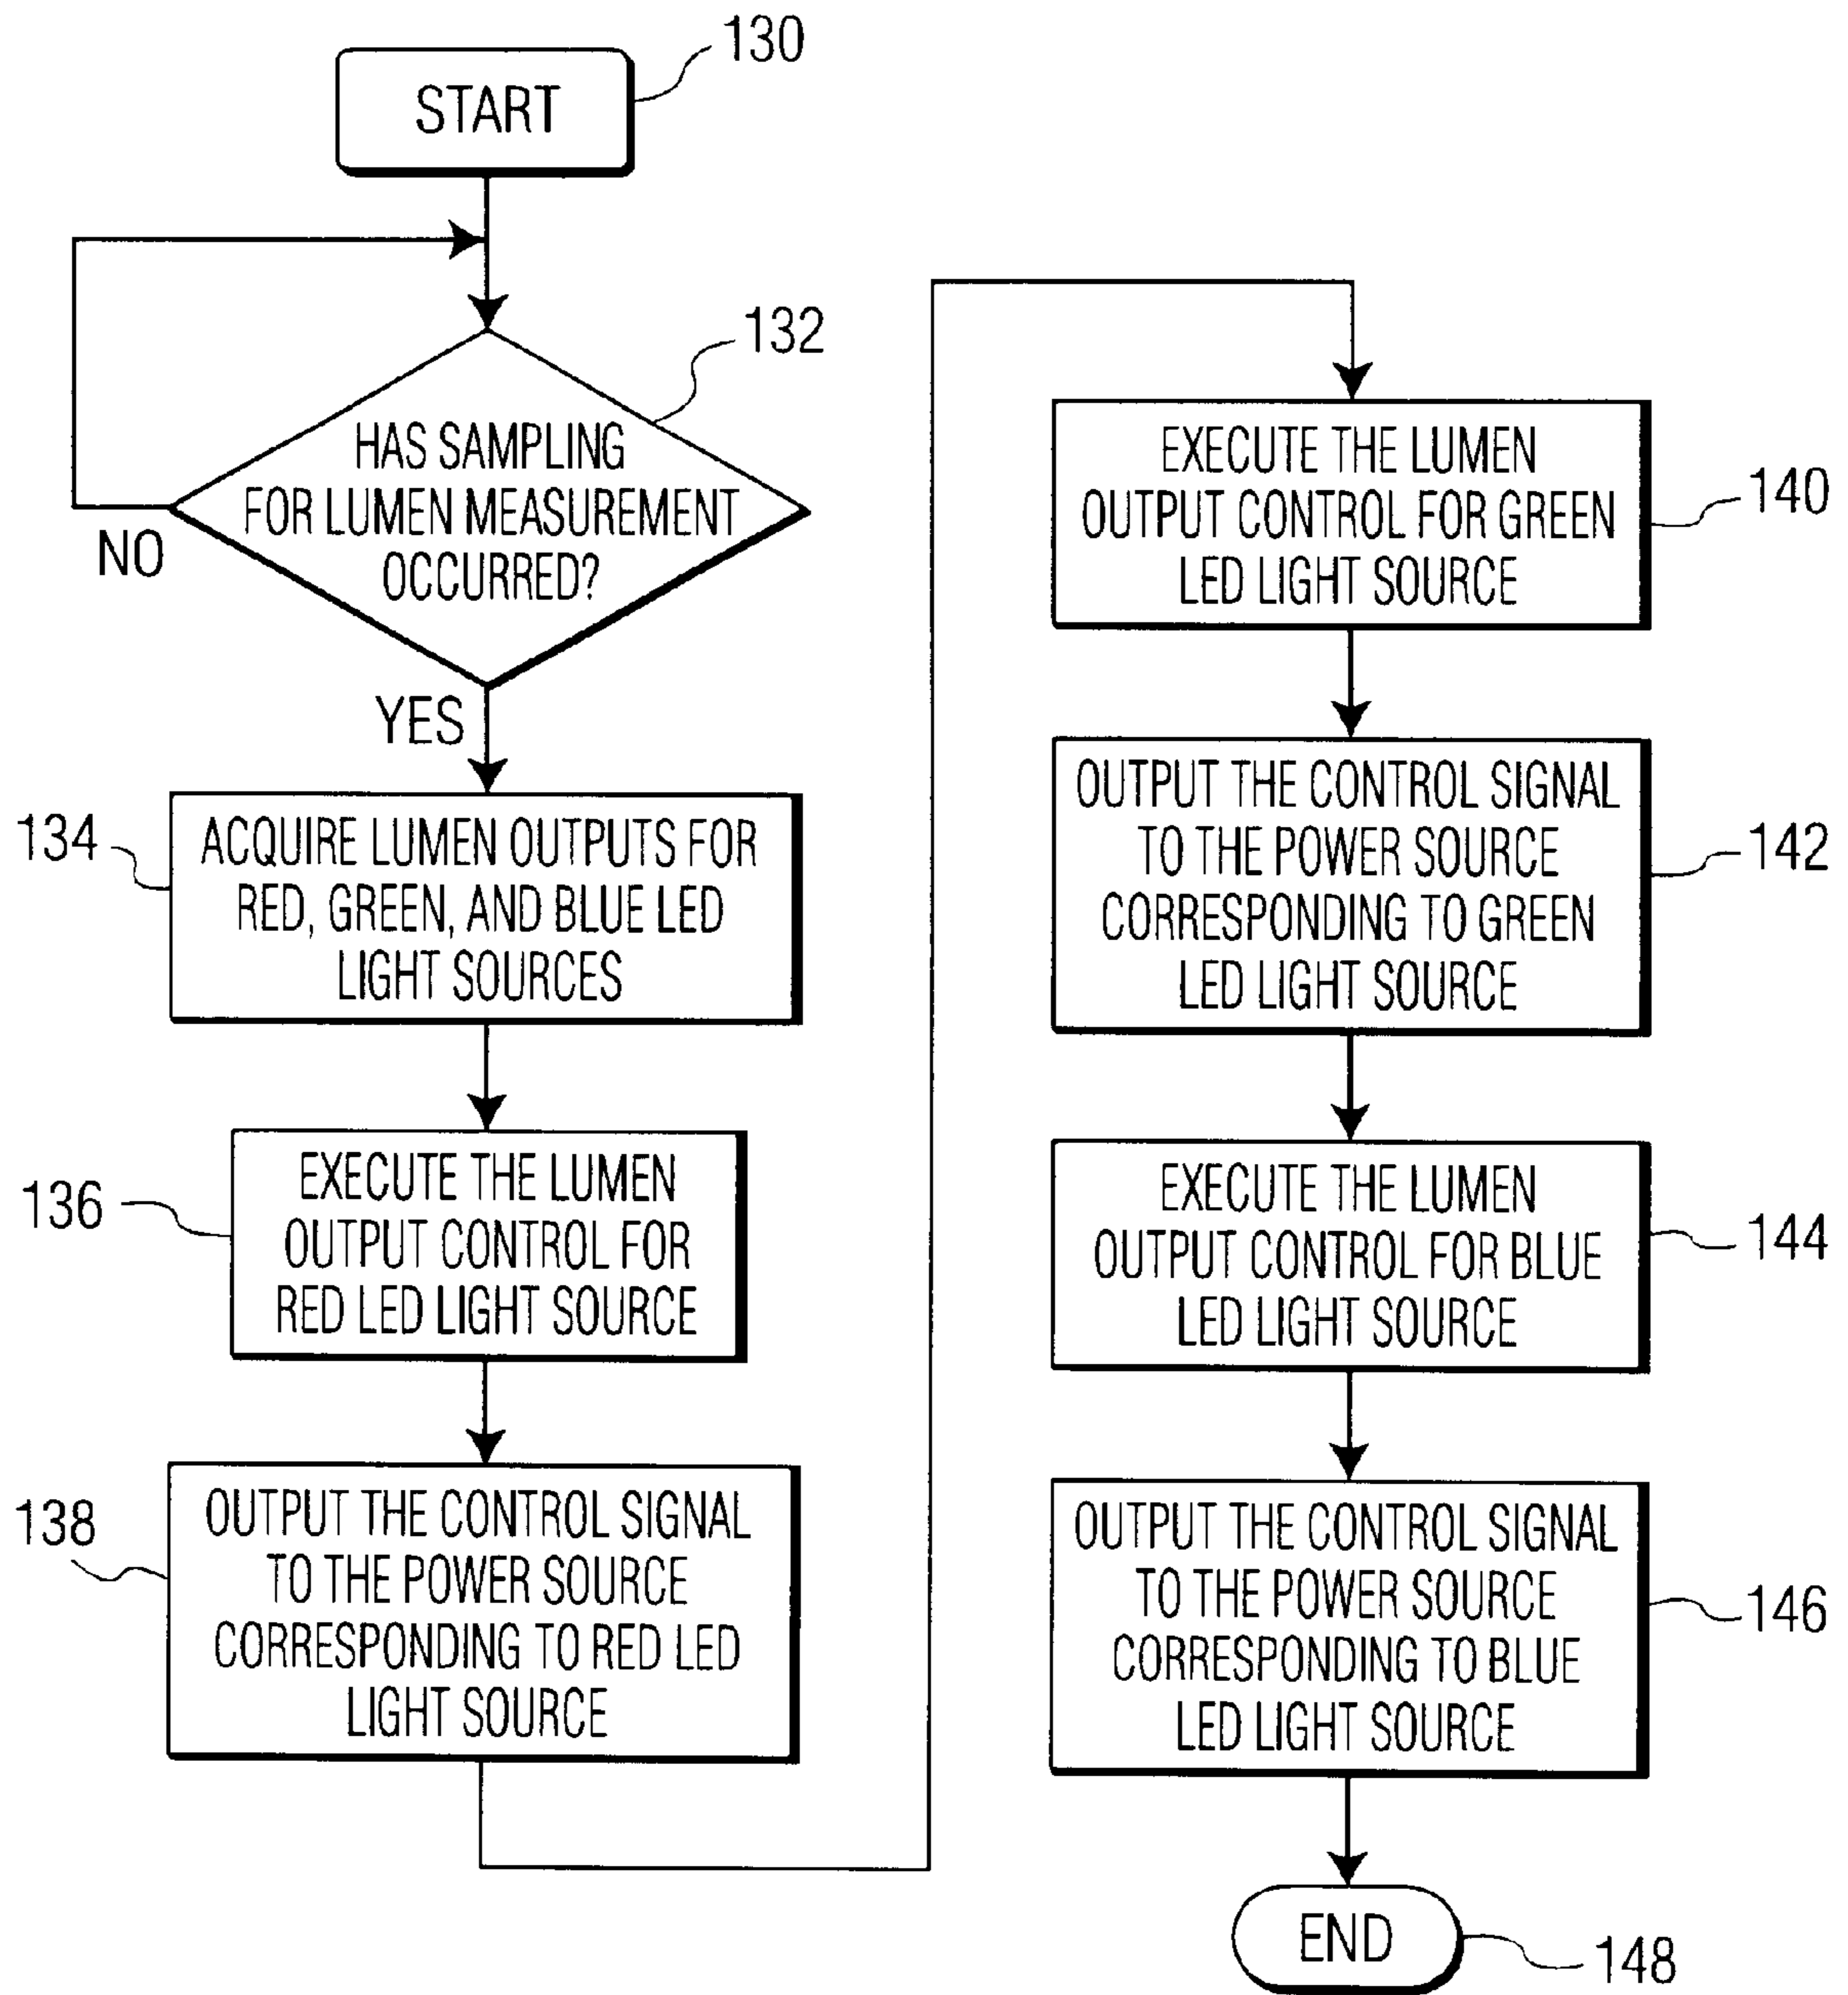 130
START
132
HAS SAMPLING
FOR LUMEN MEASUREMENT
OCCURRED?
NO
YES
134
ACQUIRE LUMEN OUTPUTS FOR
RED, GREEN, AND BLUE LED
LIGHT SOURCES
136
EXECUTE THE LUMEN
OUTPUT CONTROL FOR
RED LED LIGHT SOURCE
138
OUTPUT THE CONTROL SIGNAL
TO THE POWER SOURCE
CORRESPONDING TO RED LED
LIGHT SOURCE
EXECUTE THE LUMEN
OUTPUT CONTROL FOR GREEN
LED LIGHT SOURCE
140
OUTPUT THE CONTROL SIGNAL
TO THE POWER SOURCE
CORRESPONDING TO GREEN
LED LIGHT SOURCE
142
EXECUTE THE LUMEN
OUTPUT CONTROL FOR BLUE
LED LIGHT SOURCE
144
OUTPUT THE CONTROL SIGNAL
TO THE POWER SOURCE
CORRESPONDING TO BLUE
LED LIGHT SOURCE
146
END
148